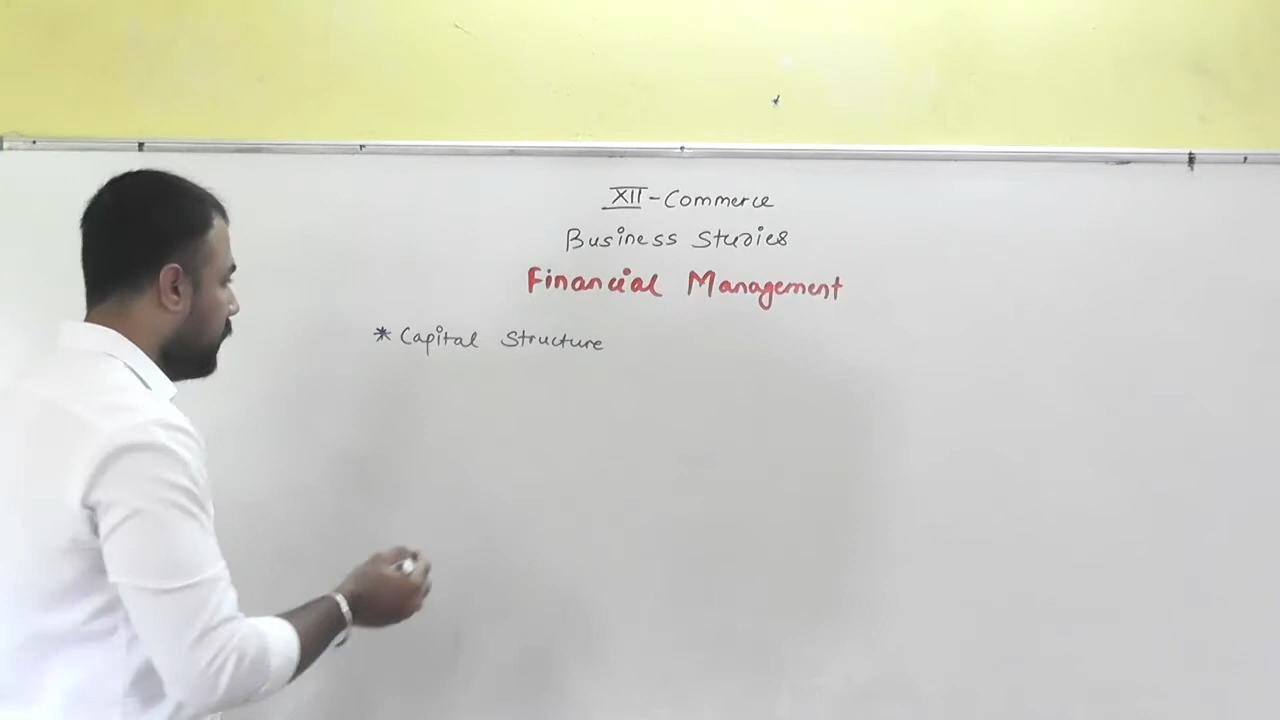 XII - Commerce
Business Studies
Financial Management
* Capital Structure